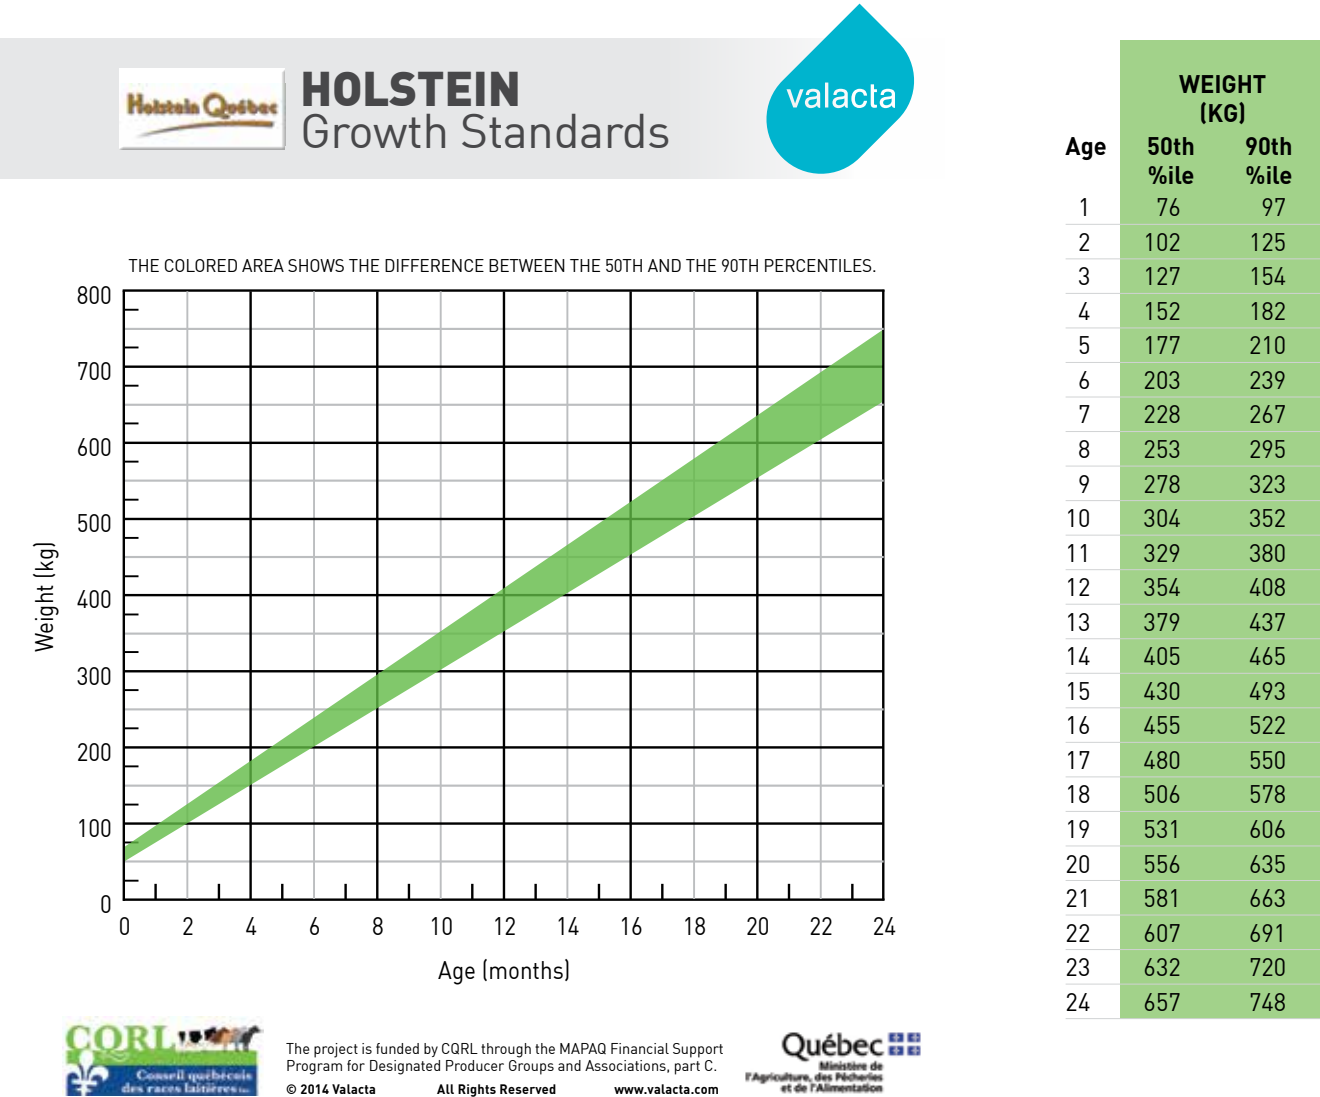 Holstein Québec
HOLSTEIN
Growth Standards
valacta
THE COLORED AREA SHOWS THE DIFFERENCE BETWEEN THE 50TH AND THE 90TH PERCENTILES.
800
700
600
500
400
300
200
100
0
Weight (kg)
0 2 4 6 8 10 12 14 16 18 20 22 24
Age (months)
WEIGHT
(KG)
Age 50th 90th
%ile %ile
1 76 97
2 102 125
3 127 154
4 152 182
5 177 210
6 203 239
7 228 267
8 253 295
9 278 323
10 304 352
11 329 380
12 354 408
13 379 437
14 405 465
15 430 493
16 455 522
17 480 550
18 506 578
19 531 606
20 556 635
21 581 663
22 607 691
23 632 720
24 657 748
CQRL
Conseil québécois
des races laitières inc.
The project is funded by CQRL through the MAPAQ Financial Support
Program for Designated Producer Groups and Associations, part C.
© 2014 Valacta All Rights Reserved www.valacta.com
Québec
Ministère de
l'Agriculture, des Pêcheries
et de l'Alimentation